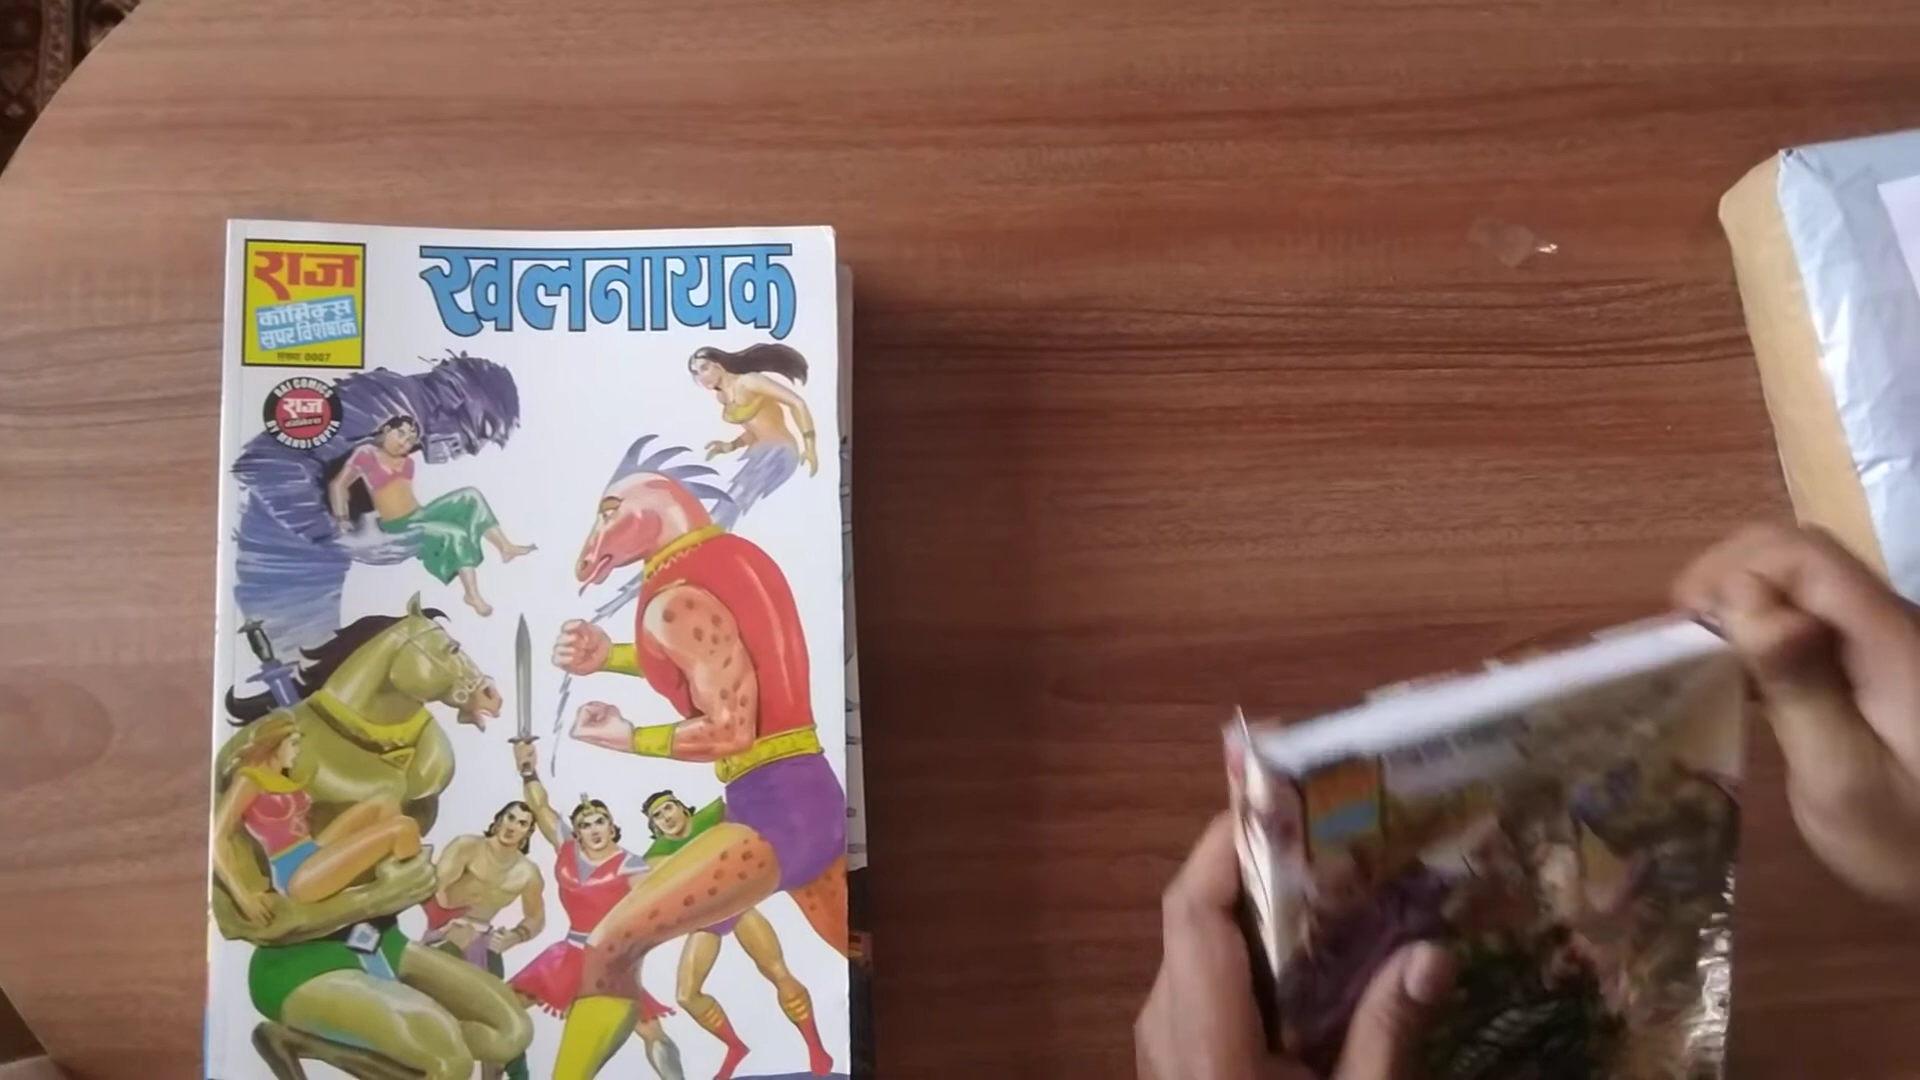 राज
कॉमिक्स
सुपर विशेषांक
संख्या 0007
खलनायक
RAJ COMICS
राज
कॉमिक्स
BY MANOJ GUPTA